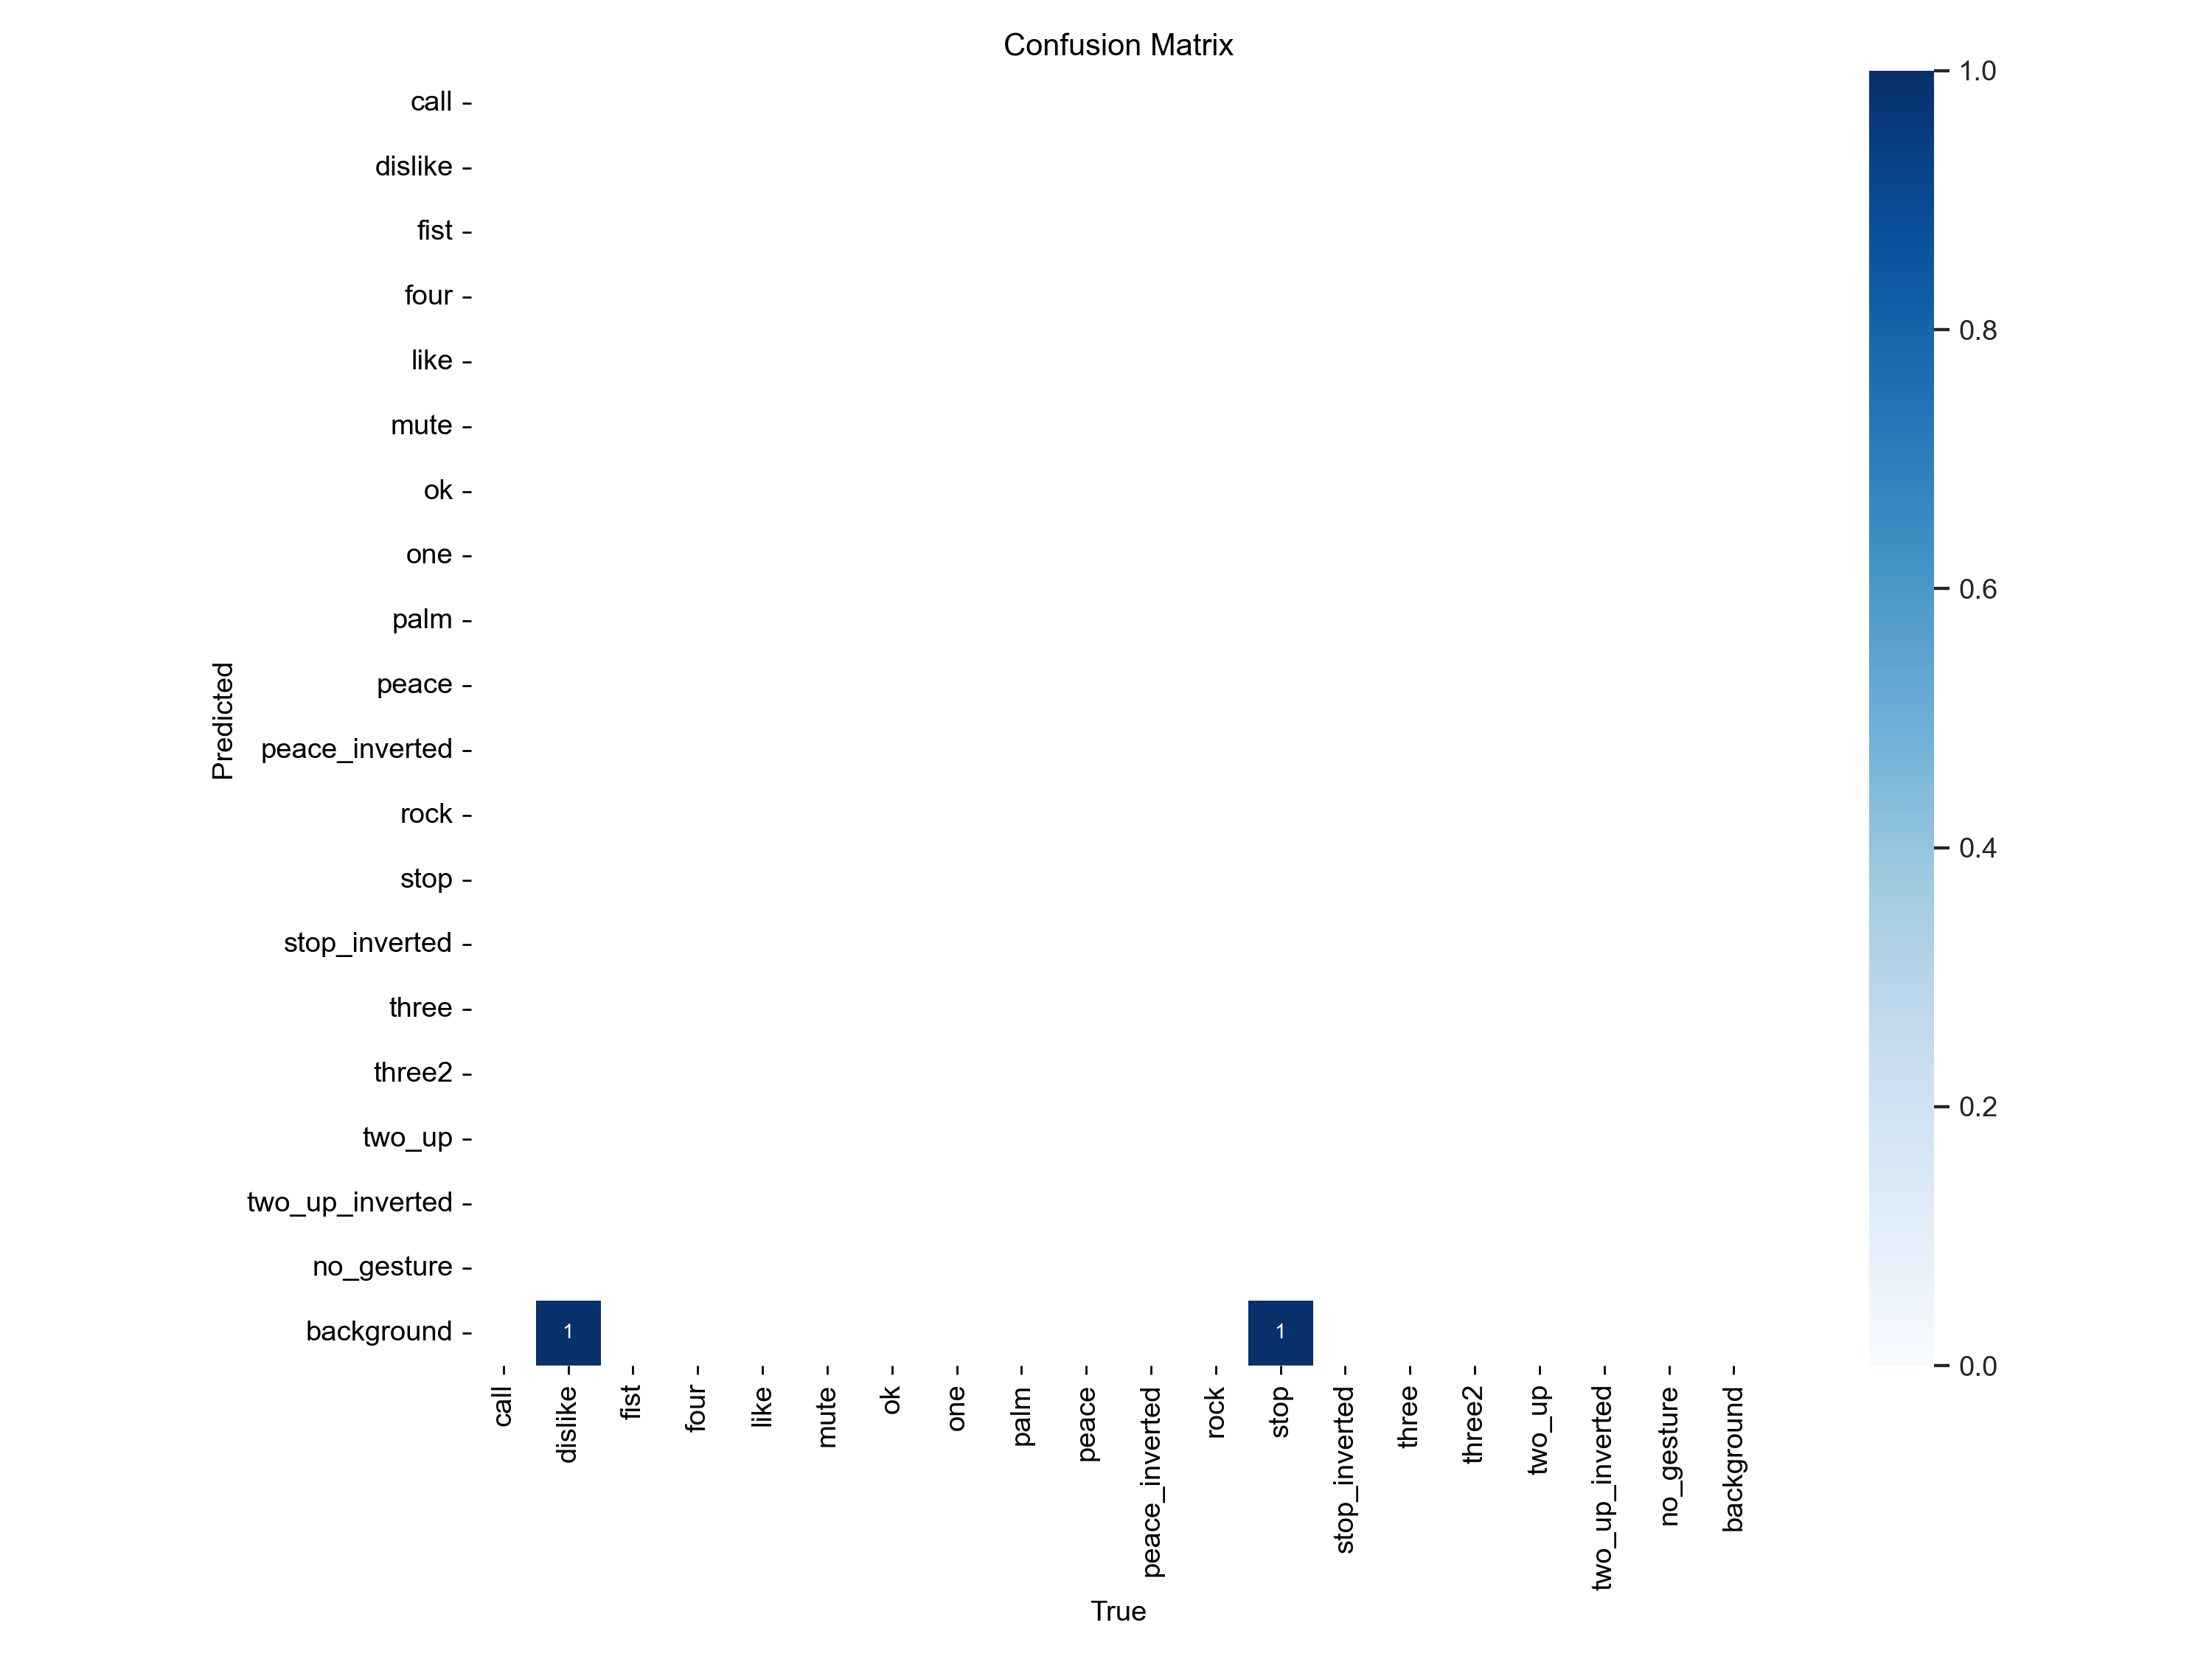 Confusion Matrix
call
dislike
fist
four
like
mute
ok
one
palm
peace
peace_inverted
rock
stop
stop_inverted
three
three2
two_up
two_up_inverted
no_gesture
background
Predicted
1
1
call
dislike
fist
four
like
mute
ok
one
palm
peace
peace_inverted
rock
stop
stop_inverted
three
three2
two_up
two_up_inverted
no_gesture
background
True
1.0
0.8
0.6
0.4
0.2
0.0